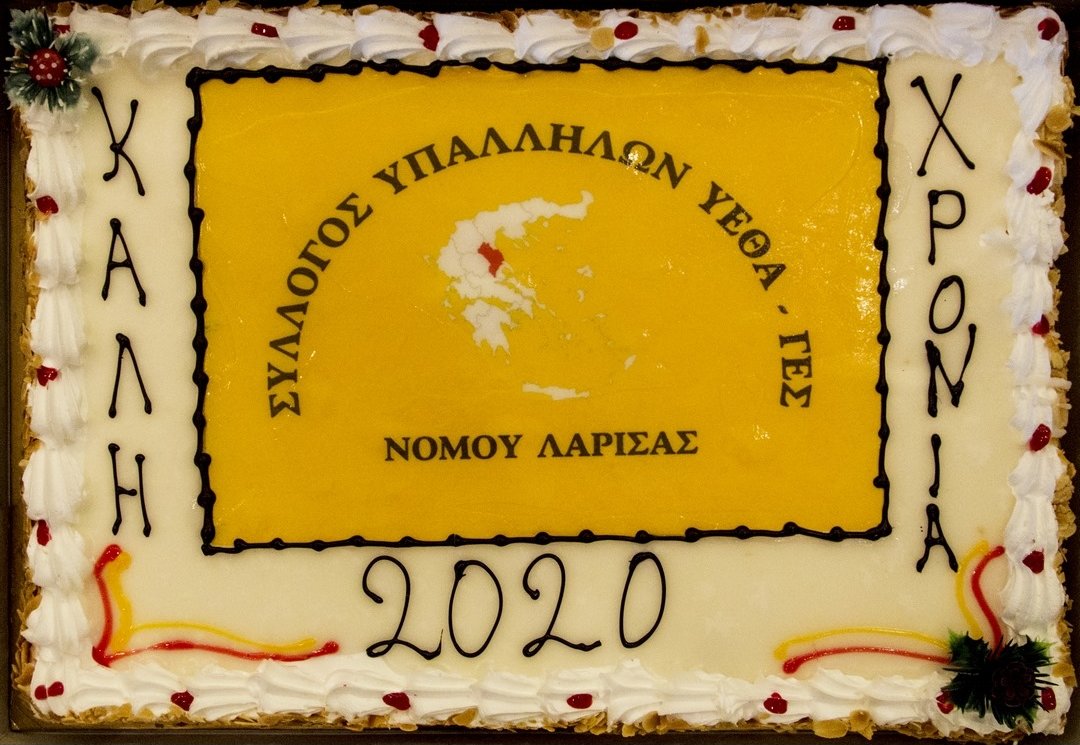 ΚΑΛΗ
ΣΥΛΛΟΓΟΣ ΥΠΑΛΛΗΛΩΝ ΥΕΘΑ - ΓΕΣ
ΝΟΜΟΥ ΛΑΡΙΣΑΣ
ΧΡΟΝΙΑ
2020